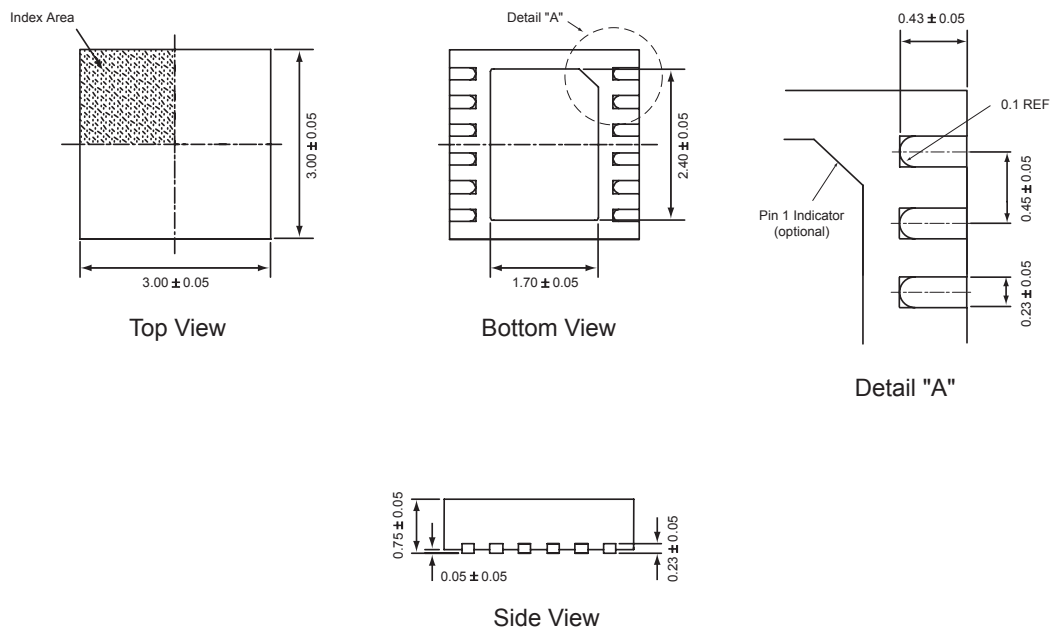 Index Area
3.00 ± 0.05
3.00 ± 0.05
Top View
Detail "A"
2.40 ± 0.05
1.70 ± 0.05
Bottom View
0.43 ± 0.05
0.1 REF
0.45 ± 0.05
Pin 1 Indicator
(optional)
0.23 ± 0.05
Detail "A"
0.75 ± 0.05
0.05 ± 0.05
0.23 ± 0.05
Side View